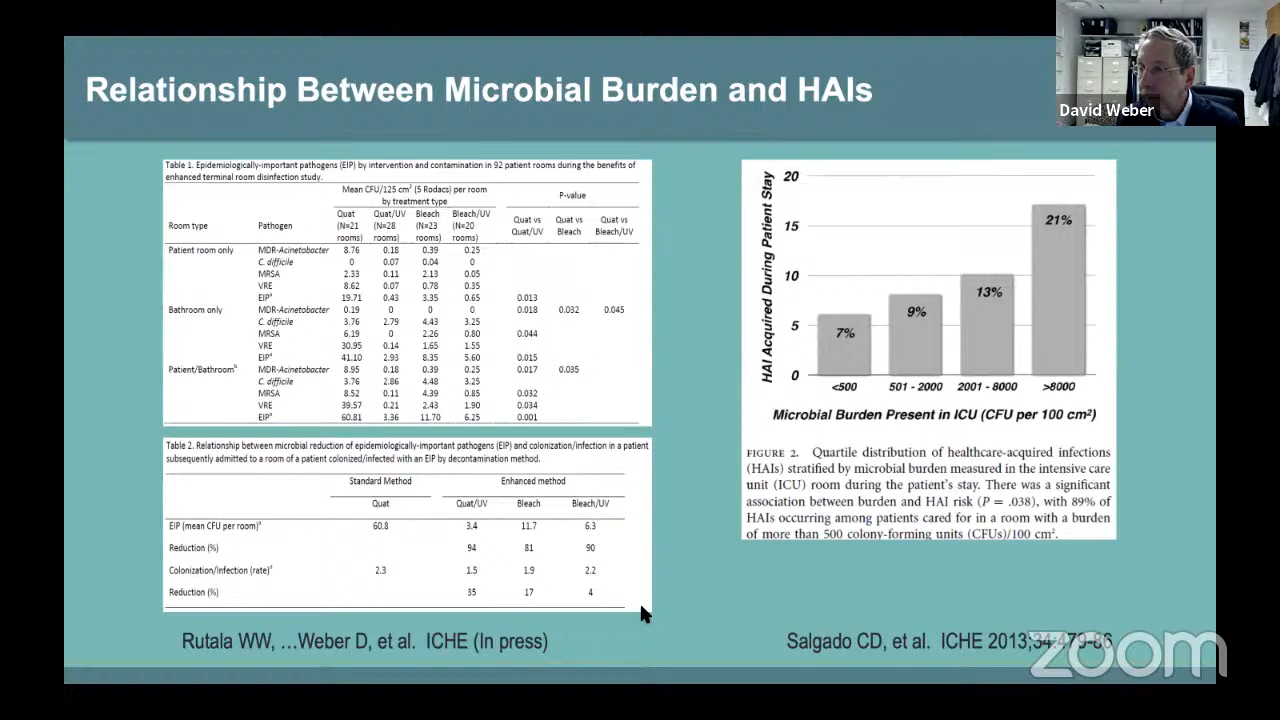 Relationship Between Microbial Burden and HAIs
David Weber
Table 1. Epidemiologically-important pathogens (EIP) by intervention and contamination in 92 patient rooms during the benefits of
enhanced terminal room disinfection study.
Mean CFU/125 cm² (5 Rodacs) per room
by treatment type
P-value
Room type Pathogen Quat (N=21 rooms) Quat/UV (N=28 rooms) Bleach (N=23 rooms) Bleach/UV (N=20 rooms) Quat vs Quat/UV Quat vs Bleach Quat vs Bleach/UV
Patient room only MDR-Acinetobacter 8.76 0.18 0.39 0.25
C. difficile 0 0.07 0.04 0
MRSA 2.33 0.11 2.13 0.05
VRE 8.62 0.07 0.78 0.35
EIPª 19.71 0.43 3.35 0.65 0.013
Bathroom only MDR-Acinetobacter 0.19 0 0 0 0.018 0.032 0.045
C. difficile 3.76 2.79 4.43 3.25
MRSA 6.19 0 2.26 0.80 0.044
VRE 30.95 0.14 1.65 1.55
EIPª 41.10 2.93 8.35 5.60 0.015
Patient/Bathroomᵇ MDR-Acinetobacter 8.95 0.18 0.39 0.25 0.017 0.035
C. difficile 3.76 2.86 4.48 3.25
MRSA 8.52 0.11 4.39 0.85 0.032
VRE 39.57 0.21 2.43 1.90 0.034
EIPª 60.81 3.36 11.70 6.25 0.001
Table 2. Relationship between microbial reduction of epidemiologically-important pathogens (EIP) and colonization/infection in a patient
subsequently admitted to a room of a patient colonized/infected with an EIP by decontamination method.
Standard Method Enhanced method
Quat Quat/UV Bleach Bleach/UV
EIP (mean CFU per room)ª 60.8 3.4 11.7 6.3
Reduction (%) 94 81 90
Colonization/Infection (rate)ª 2.3 1.5 1.9 2.2
Reduction (%) 35 17 4
Rutala WW, …Weber D, et al. ICHE (In press)
HAI Acquired During Patient Stay
20
15
10
5
0
7%
9%
13%
21%
<500 501 - 2000 2001 - 8000 >8000
Microbial Burden Present in ICU (CFU per 100 cm²)
FIGURE 2. Quartile distribution of healthcare-acquired infections
(HAIs) stratified by microbial burden measured in the intensive care
unit (ICU) room during the patient's stay. There was a significant
association between burden and HAI risk (P = .038), with 89% of
HAIs occurring among patients cared for in a room with a burden
of more than 500 colony-forming units (CFUs)/100 cm².
Salgado CD, et al. ICHE 2013;34:479-86
zoom